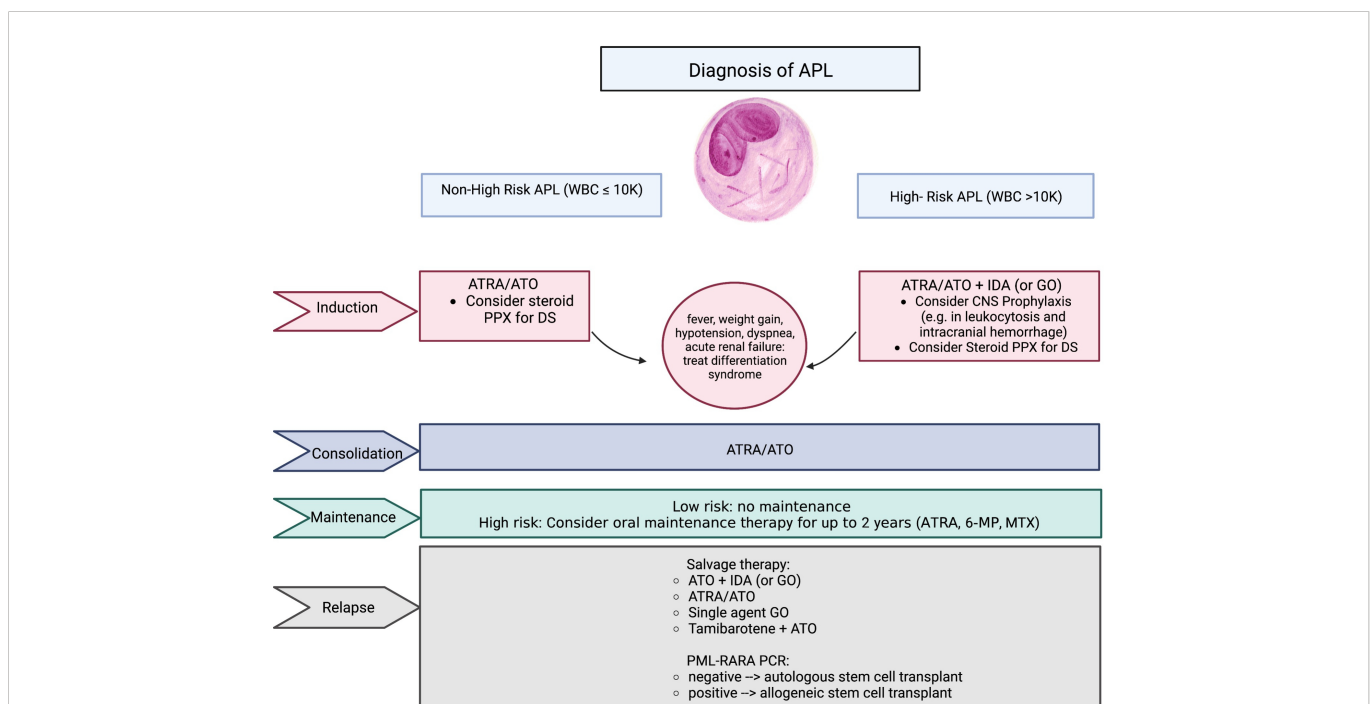 Diagnosis of APL
Non-High Risk APL (WBC ≤ 10K)
High- Risk APL (WBC >10K)
Induction
ATRA/ATO
• Consider steroid
PPX for DS
fever, weight gain,
hypotension, dyspnea,
acute renal failure:
treat differentiation
syndrome
ATRA/ATO + IDA (or GO)
• Consider CNS Prophylaxis
(e.g. in leukocytosis and
intracranial hemorrhage)
• Consider Steroid PPX for DS
Consolidation
ATRA/ATO
Maintenance
Low risk: no maintenance
High risk: Consider oral maintenance therapy for up to 2 years (ATRA, 6-MP, MTX)
Relapse
Salvage therapy:
○ ATO + IDA (or GO)
○ ATRA/ATO
○ Single agent GO
○ Tamibarotene + ATO
PML-RARA PCR:
○ negative --> autologous stem cell transplant
○ positive --> allogeneic stem cell transplant